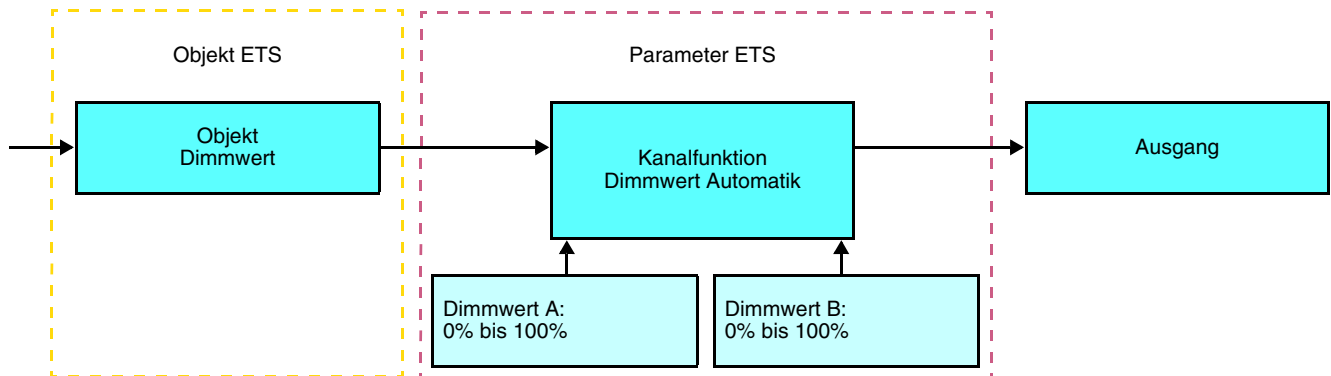 Objekt ETS
Parameter ETS
Objekt
Dimmwert
Kanalfunktion
Dimmwert Automatik
Ausgang
Dimmwert A:
0% bis 100%
Dimmwert B:
0% bis 100%